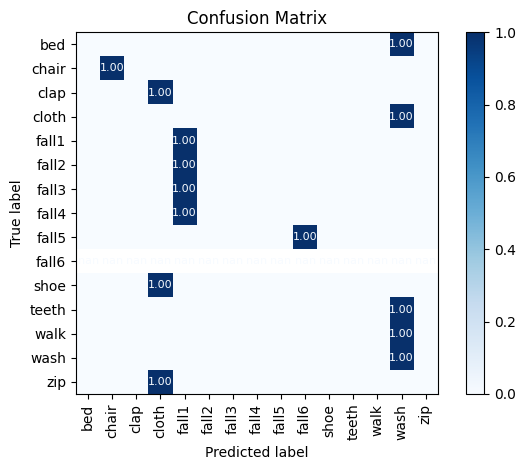 Confusion Matrix
True label
bed 1.00
chair 1.00
clap 1.00
cloth 1.00
fall1 1.00
fall2 1.00
fall3 1.00
fall4 1.00
fall5 1.00
fall6
shoe 1.00
teeth 1.00
walk 1.00
wash 1.00
zip 1.00
bed chair clap cloth fall1 fall2 fall3 fall4 fall5 fall6 shoe teeth walk wash zip
Predicted label
1.0
0.8
0.6
0.4
0.2
0.0